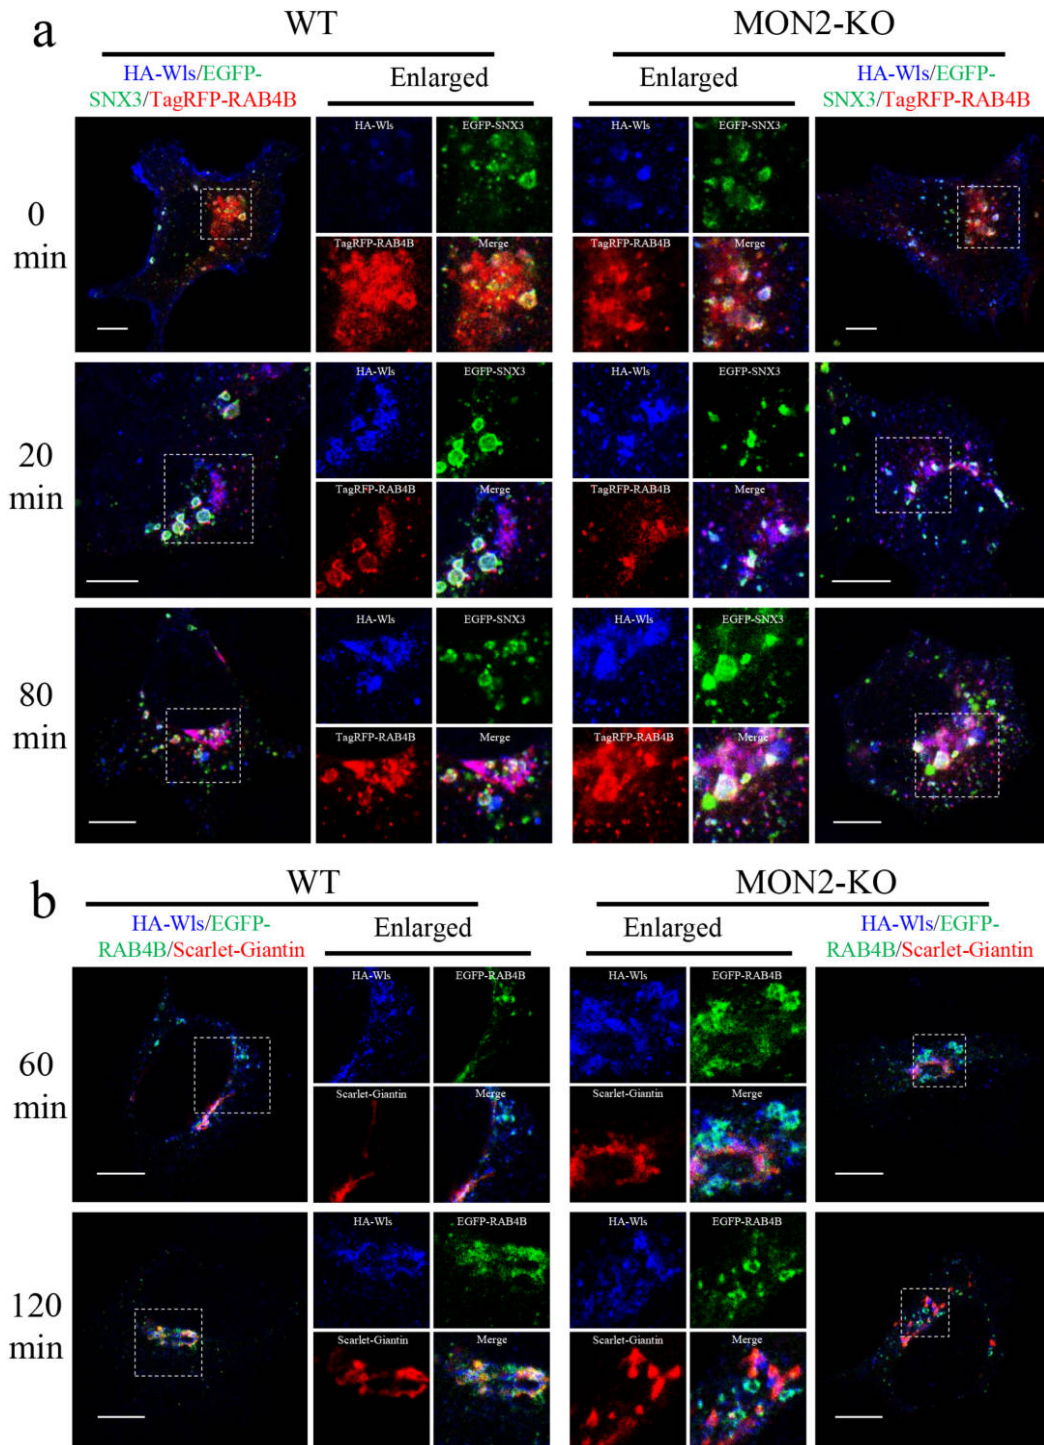 a
WT
MON2-KO
HA-Wls/EGFP-
SNX3/TagRFP-RAB4B
Enlarged
Enlarged
HA-Wls/EGFP-
SNX3/TagRFP-RAB4B
0
min
HA-Wls
EGFP-SNX3
TagRFP-RAB4B
Merge
HA-Wls
EGFP-SNX3
TagRFP-RAB4B
Merge
20
min
HA-Wls
EGFP-SNX3
TagRFP-RAB4B
Merge
HA-Wls
EGFP-SNX3
TagRFP-RAB4B
Merge
80
min
HA-Wls
EGFP-SNX3
TagRFP-RAB4B
Merge
HA-Wls
EGFP-SNX3
TagRFP-RAB4B
Merge
b
WT
MON2-KO
HA-Wls/EGFP-
RAB4B/Scarlet-Giantin
Enlarged
Enlarged
HA-Wls/EGFP-
RAB4B/Scarlet-Giantin
60
min
HA-Wls
EGFP-RAB4B
Scarlet-Giantin
Merge
HA-Wls
EGFP-RAB4B
Scarlet-Giantin
Merge
120
min
HA-Wls
EGFP-RAB4B
Scarlet-Giantin
Merge
HA-Wls
EGFP-RAB4B
Scarlet-Giantin
Merge